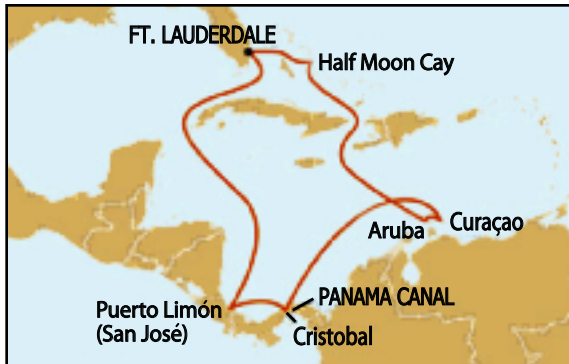 FT. LAUDERDALE
Half Moon Cay
Aruba
Curaçao
Puerto Limón
(San José)
PANAMA CANAL
Cristobal